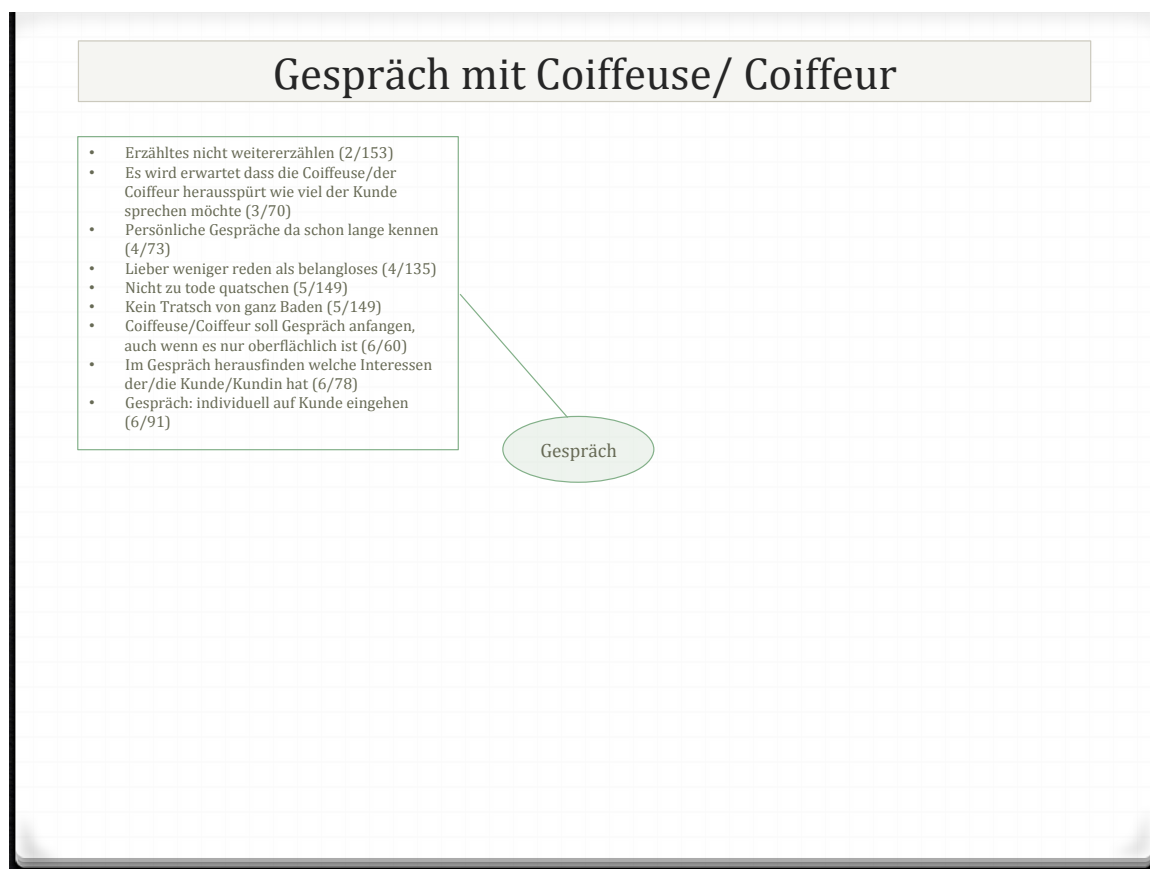 Gespräch mit Coiffeuse/ Coiffeur
• Erzähltes nicht weitererzählen (2/153)
• Es wird erwartet dass die Coiffeuse/der
Coiffeur herausspürt wie viel der Kunde
sprechen möchte (3/70)
• Persönliche Gespräche da schon lange kennen
(4/73)
• Lieber weniger reden als belangloses (4/135)
• Nicht zu tode quatschen (5/149)
• Kein Tratsch von ganz Baden (5/149)
• Coiffeuse/Coiffeur soll Gespräch anfangen,
auch wenn es nur oberflächlich ist (6/60)
• Im Gespräch herausfinden welche Interessen
der/die Kunde/Kundin hat (6/78)
• Gespräch: individuell auf Kunde eingehen
(6/91)
Gespräch